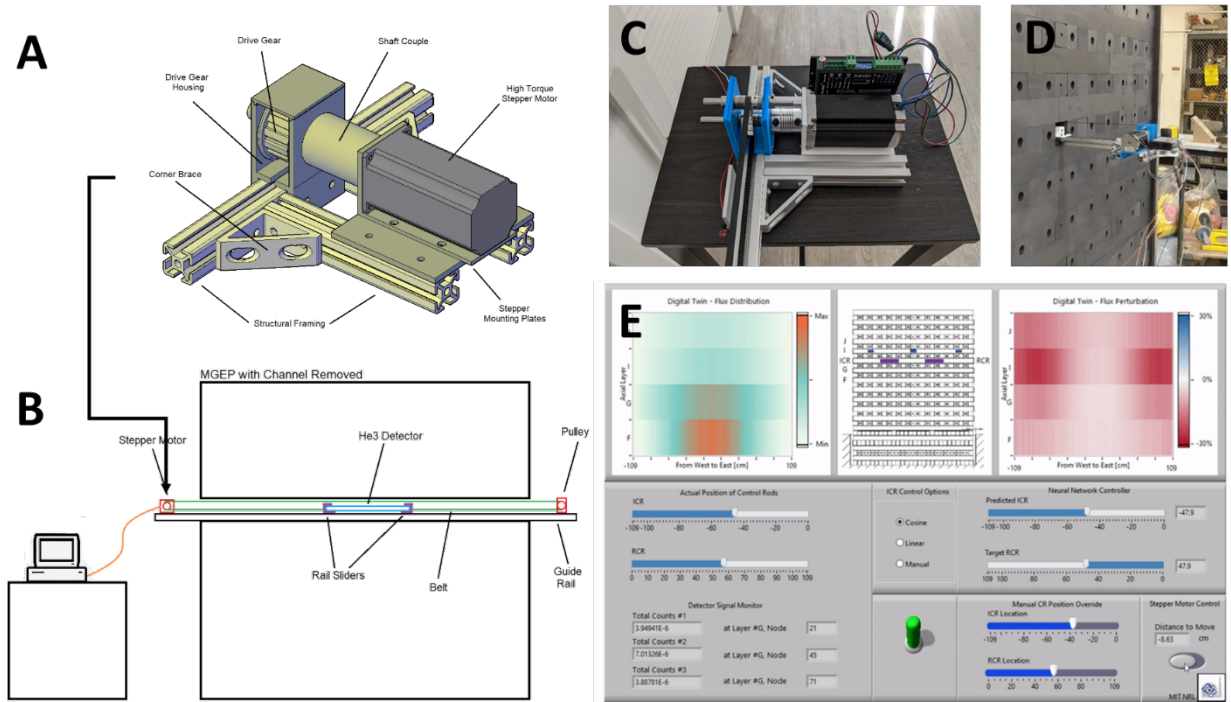 A
Drive Gear
Shaft Couple
Drive Gear
Housing
High Torque
Stepper Motor
Corner Brace
Structural Framing
Stepper
Mounting Plates
B
MGEP with Channel Removed
Stepper Motor
He3 Detector
Pulley
Rail Sliders
Belt
Guide
Rail
C
D
E
Digital Twin - Flux Distribution
Axial Layer
J
I
G
F
Max
Min
-109
From West to East [cm]
109
J
I
ICR
RCR
G
F
Digital Twin - Flux Perturbation
Axial Layer
J
I
G
F
30%
0%
-30%
-109
From West to East [cm]
109
Actual Position of Control Rods
ICR
-109 -100 -80 -60 -40 -20 0
RCR
0 10 20 30 40 50 60 70 80 90 109
Detector Signal Monitor
Total Counts #1
3.94941E-6 at Layer #G, Node 21
Total Counts #2
7.01326E-6 at Layer #G, Node 45
Total Counts #3
3.88781E-6 at Layer #G, Node 71
ICR Control Options
Cosine
Linear
Manual
Neural Network Controller
Predicted ICR
-47.9
-109 -100 -80 -60 -40 -20 0
Target RCR
47.9
109 100 80 60 40 20 0
Manual CR Position Override
ICR Location
-100 -80 -60 -40 -20 0
RCR Location
0 20 40 60 80 109
Stepper Motor Control
Distance to Move
-8.63 cm
MIT NRL